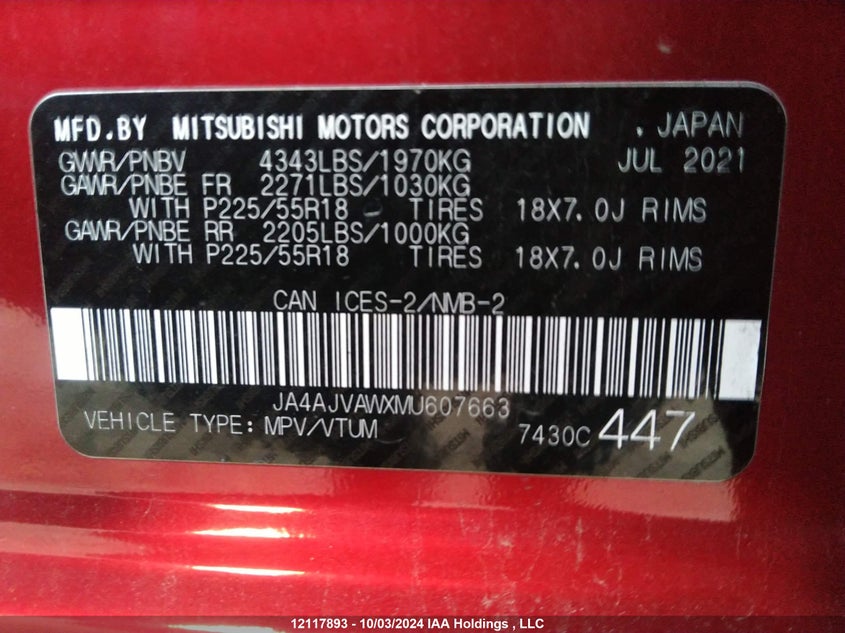 MFD.BY MITSUBISHI MOTORS CORPORATION . JAPAN
GVWR/PNBV 4343LBS/1970KG JUL 2021
GAWR/PNBE FR 2271LBS/1030KG
WITH P225/55R18 TIRES 18X7.0J RIMS
GAWR/PNBE RR 2205LBS/1000KG
WITH P225/55R18 TIRES 18X7.0J RIMS
CAN ICES-2/NMB-2
JA4AJVAWXMU607663
VEHICLE TYPE: MPV/VTUM 7430C 447
12117893 - 10/03/2024 IAA Holdings , LLC